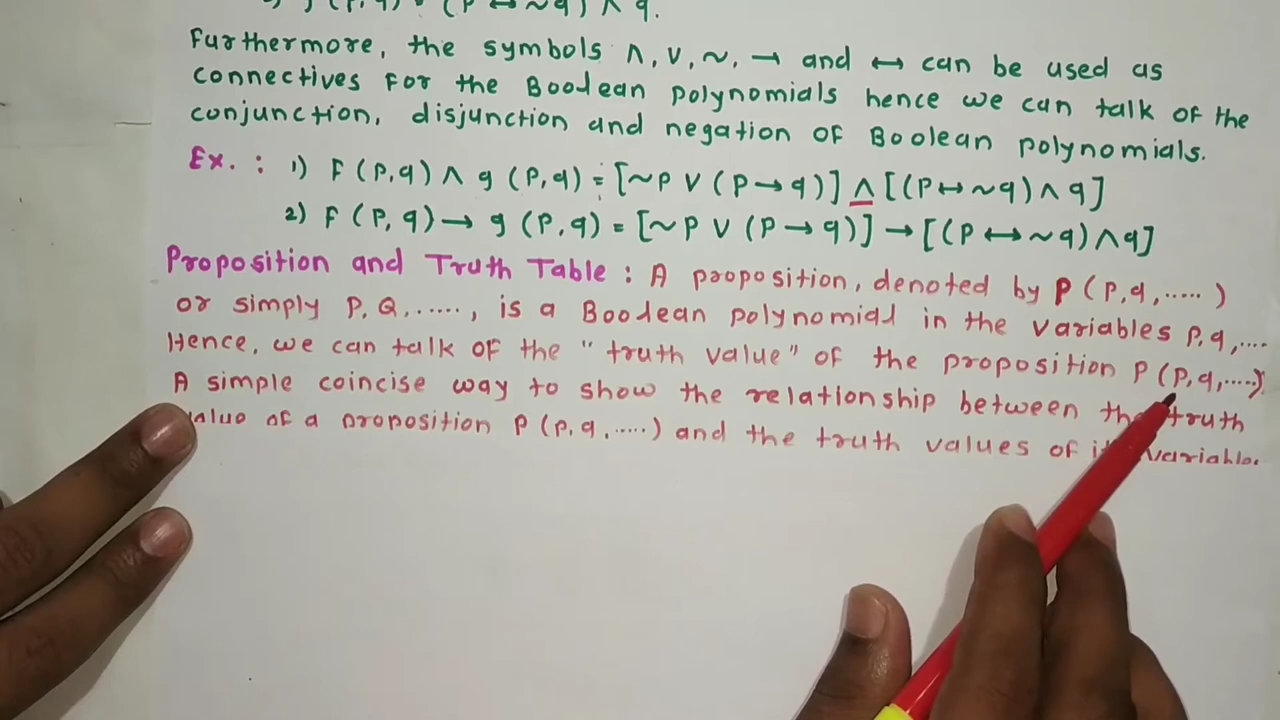 g (p,q) = (p ↔ ~q) ∧ q.
Furthermore, the symbols ∧, ∨, ~, → and ↔ can be used as
connectives for the Boolean polynomials hence we can talk of the
conjunction, disjunction and negation of Boolean polynomials.
Ex. : 1) F (p,q) ∧ g (p,q) = [~p ∨ (p → q)] ∧ [(p ↔ ~q) ∧ q]
2) F (p,q) → g (p,q) = [~p ∨ (p → q)] → [(p ↔ ~q) ∧ q]
Proposition and Truth Table : A proposition, denoted by P (p,q,.....)
or simply P, Q,......, is a Boolean polynomial in the variables p,q,....
Hence, we can talk of the "truth value" of the proposition P (p,q,.....).
A simple coincise way to show the relationship between the truth
value of a proposition P (p,q,.....) and the truth values of its variables